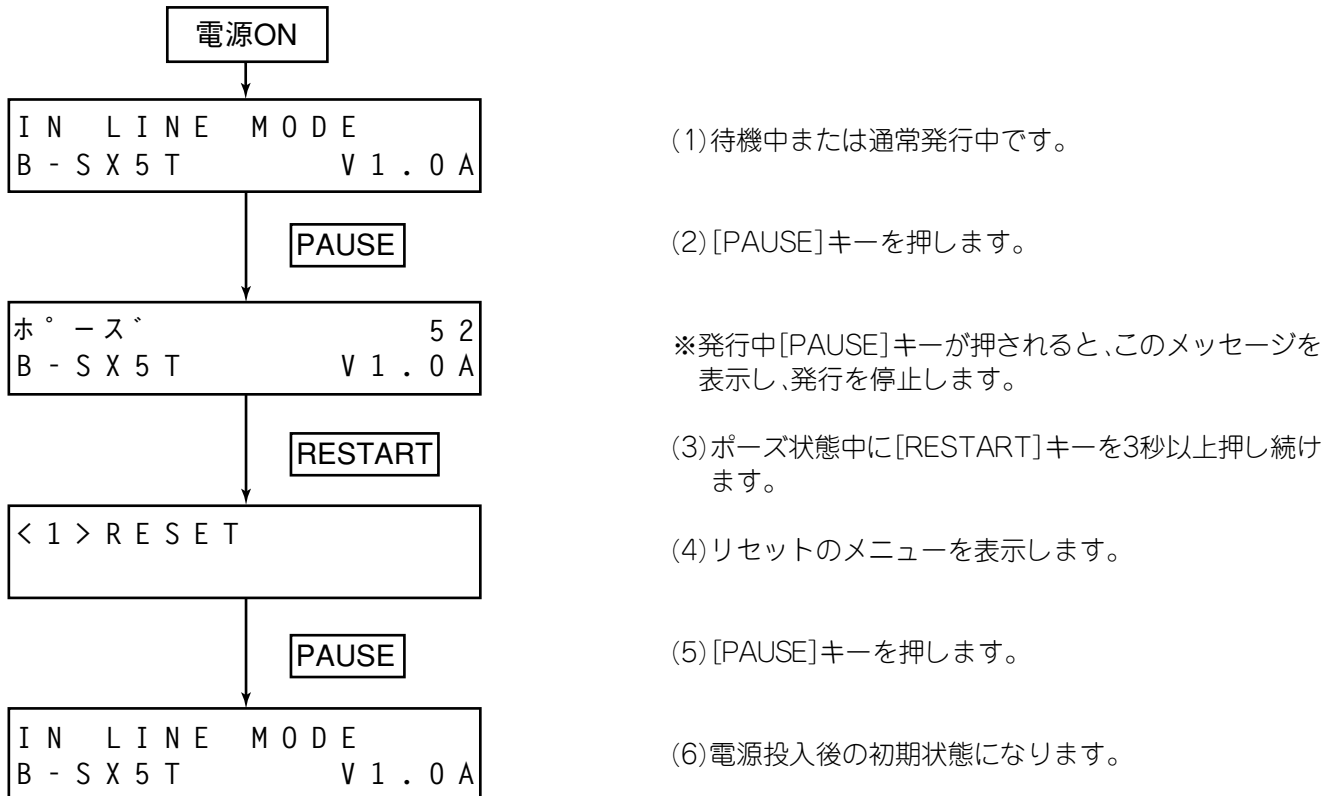 電源ON
IN LINE MODE
B-SX5T V1.0A
(1)待機中または通常発行中です。
PAUSE
(2)[PAUSE]キーを押します。
ホ゜ーズ 52
B-SX5T V1.0A
※発行中[PAUSE]キーが押されると、このメッセージを
表示し、発行を停止します。
RESTART
(3)ポーズ状態中に[RESTART]キーを3秒以上押し続け
ます。
<1>RESET
(4)リセットのメニューを表示します。
PAUSE
(5)[PAUSE]キーを押します。
IN LINE MODE
B-SX5T V1.0A
(6)電源投入後の初期状態になります。